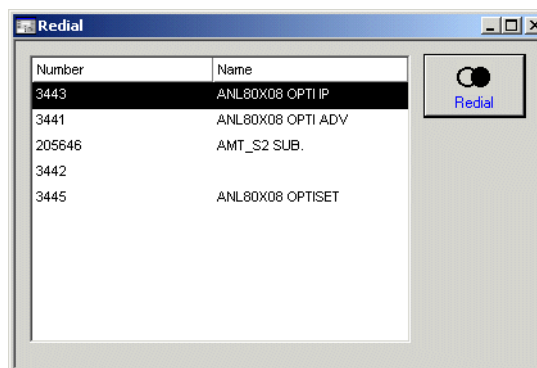 Redial
Number Name
3443 ANL80X08 OPTI IP
3441 ANL80X08 OPTI ADV
205646 AMT_S2 SUB.
3442
3445 ANL80X08 OPTISET
Redial